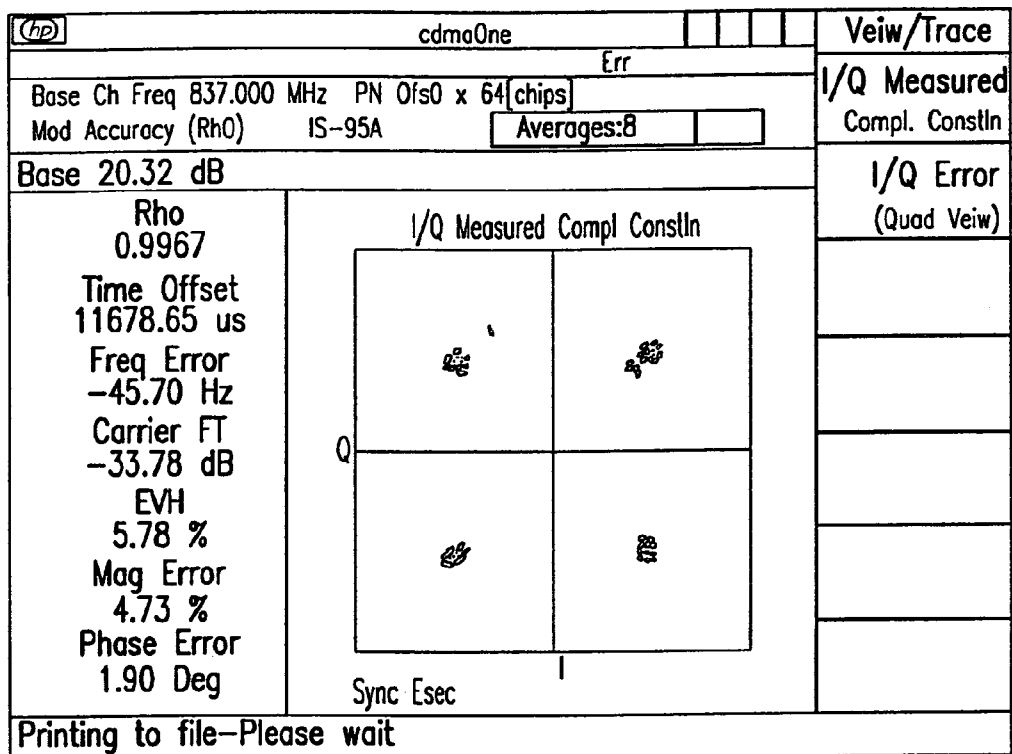 hp
cdmaOne
Err
Base Ch Freq 837.000 MHz PN Ofs0 x 64[chips]
Mod Accuracy (Rh0) IS-95A Averages:8
Base 20.32 dB
Rho
0.9967
Time Offset
11678.65 us
Freq Error
-45.70 Hz
Carrier FT
-33.78 dB
EVH
5.78 %
Mag Error
4.73 %
Phase Error
1.90 Deg
I/Q Measured Compl Constln
Q
I
Sync Esec
Printing to file-Please wait
Veiw/Trace
I/Q Measured
Compl. Constln
I/Q Error
(Quad Veiw)